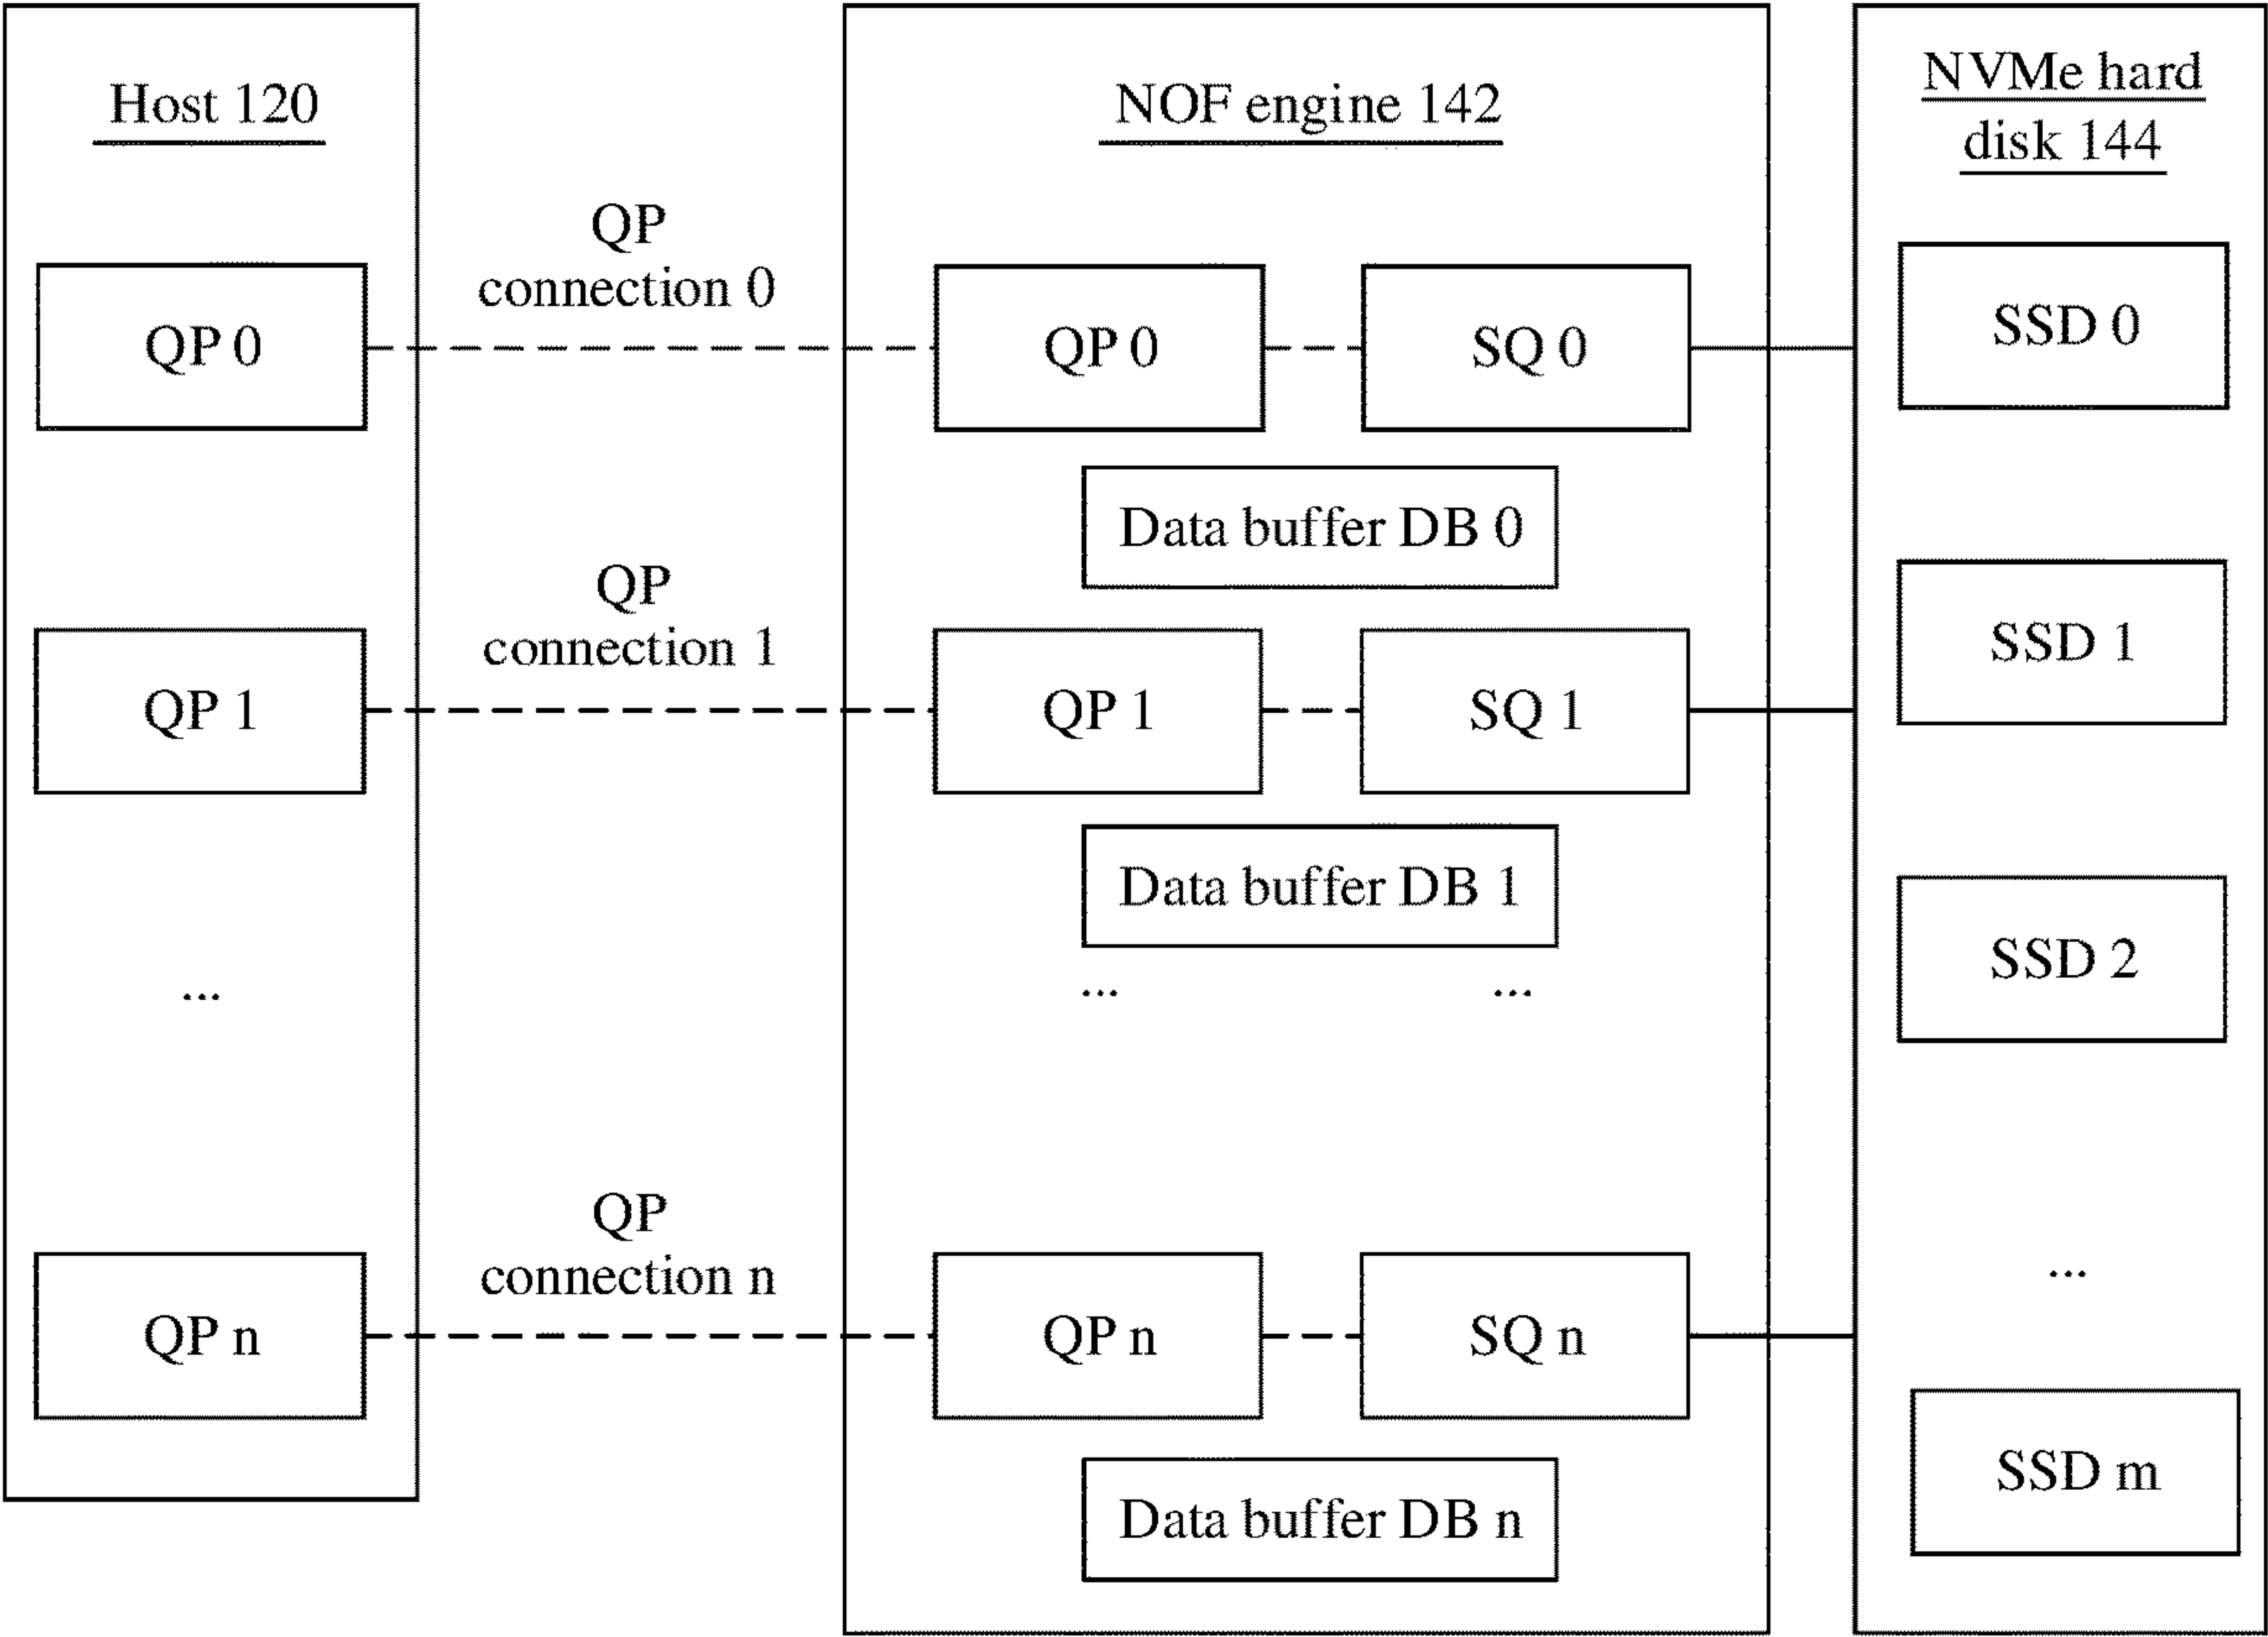 Host 120
QP 0
QP 1
...
QP n
QP
connection 0
QP
connection 1
QP
connection n
NOF engine 142
QP 0
SQ 0
Data buffer DB 0
QP 1
SQ 1
Data buffer DB 1
... ...
QP n
SQ n
Data buffer DB n
NVMe hard
disk 144
SSD 0
SSD 1
SSD 2
...
SSD m